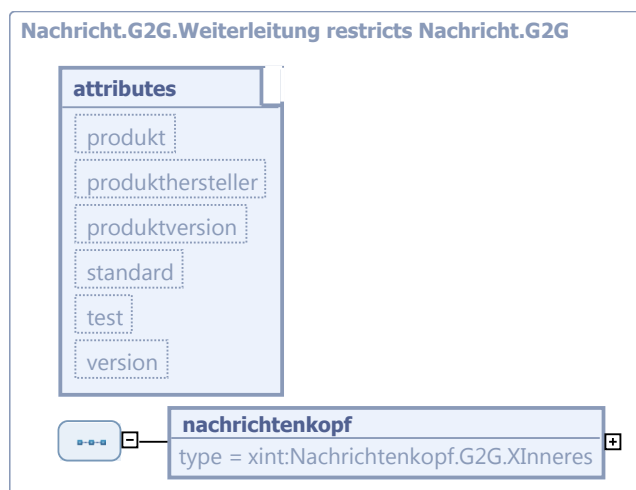 Nachricht.G2G.Weiterleitung restricts Nachricht.G2G
attributes
produkt
produkthersteller
produktversion
standard
test
version
nachrichtenkopf
type = xint:Nachrichtenkopf.G2G.XInneres